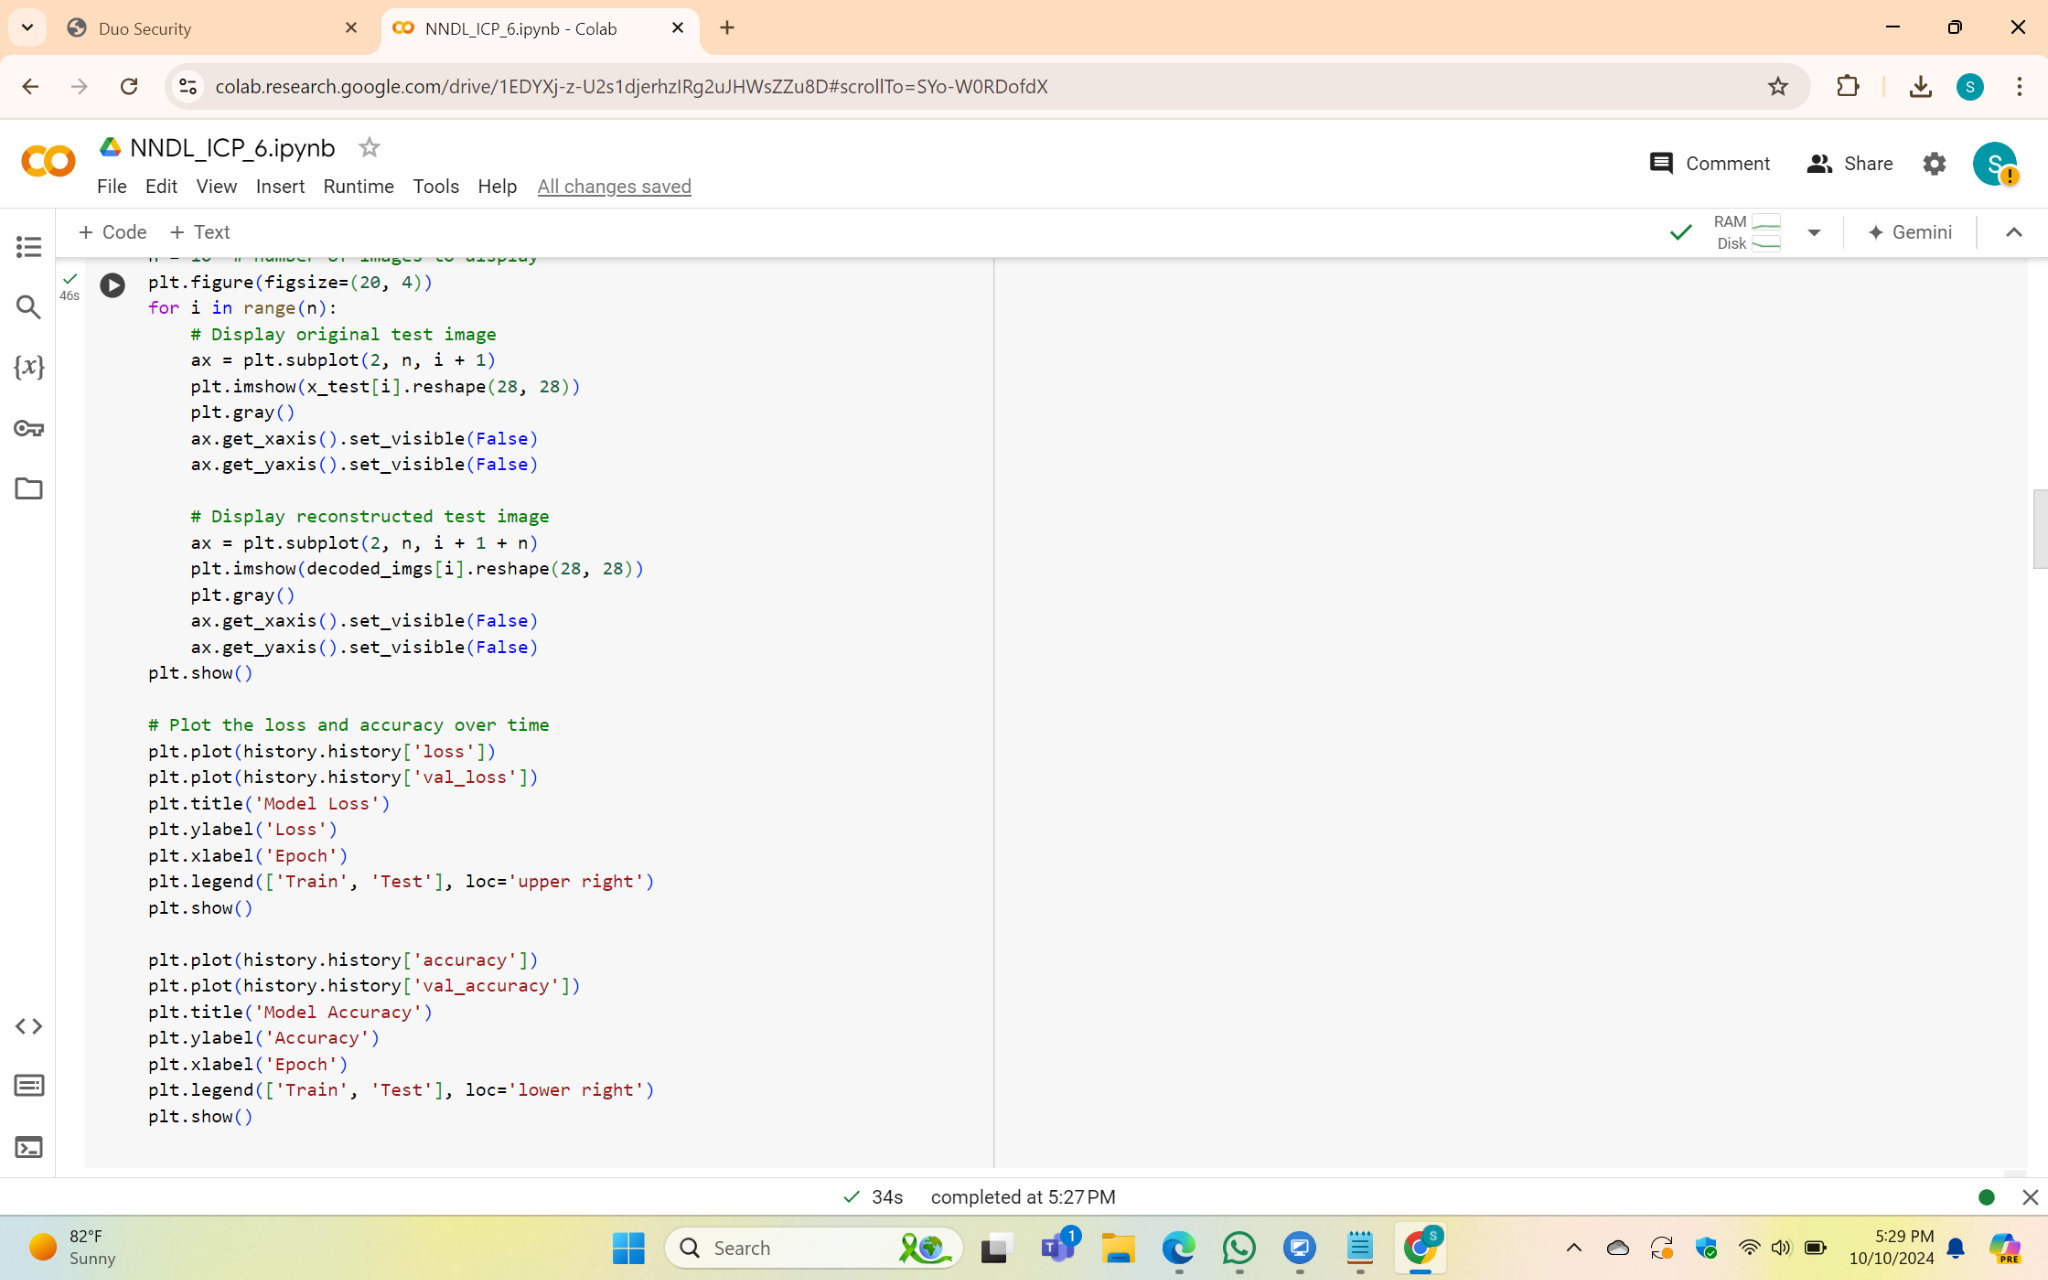 Duo Security
NNDL_ICP_6.ipynb - Colab
colab.research.google.com/drive/1EDYXj-z-U2s1djerhzIRg2uJHWsZZu8D#scrollTo=SYo-W0RDofdX
S
NNDL_ICP_6.ipynb
Comment
Share
S
File Edit View Insert Runtime Tools Help All changes saved
+ Code + Text
RAM
Disk
Gemini
n = 10 # Number of images to display
46s
plt.figure(figsize=(20, 4))
for i in range(n):
# Display original test image
ax = plt.subplot(2, n, i + 1)
plt.imshow(x_test[i].reshape(28, 28))
plt.gray()
ax.get_xaxis().set_visible(False)
ax.get_yaxis().set_visible(False)
# Display reconstructed test image
ax = plt.subplot(2, n, i + 1 + n)
plt.imshow(decoded_imgs[i].reshape(28, 28))
plt.gray()
ax.get_xaxis().set_visible(False)
ax.get_yaxis().set_visible(False)
plt.show()
# Plot the loss and accuracy over time
plt.plot(history.history['loss'])
plt.plot(history.history['val_loss'])
plt.title('Model Loss')
plt.ylabel('Loss')
plt.xlabel('Epoch')
plt.legend(['Train', 'Test'], loc='upper right')
plt.show()
plt.plot(history.history['accuracy'])
plt.plot(history.history['val_accuracy'])
plt.title('Model Accuracy')
plt.ylabel('Accuracy')
plt.xlabel('Epoch')
plt.legend(['Train', 'Test'], loc='lower right')
plt.show()
34s completed at 5:27 PM
82°F
Sunny
Search
1
S
5:29 PM
10/10/2024
PRE